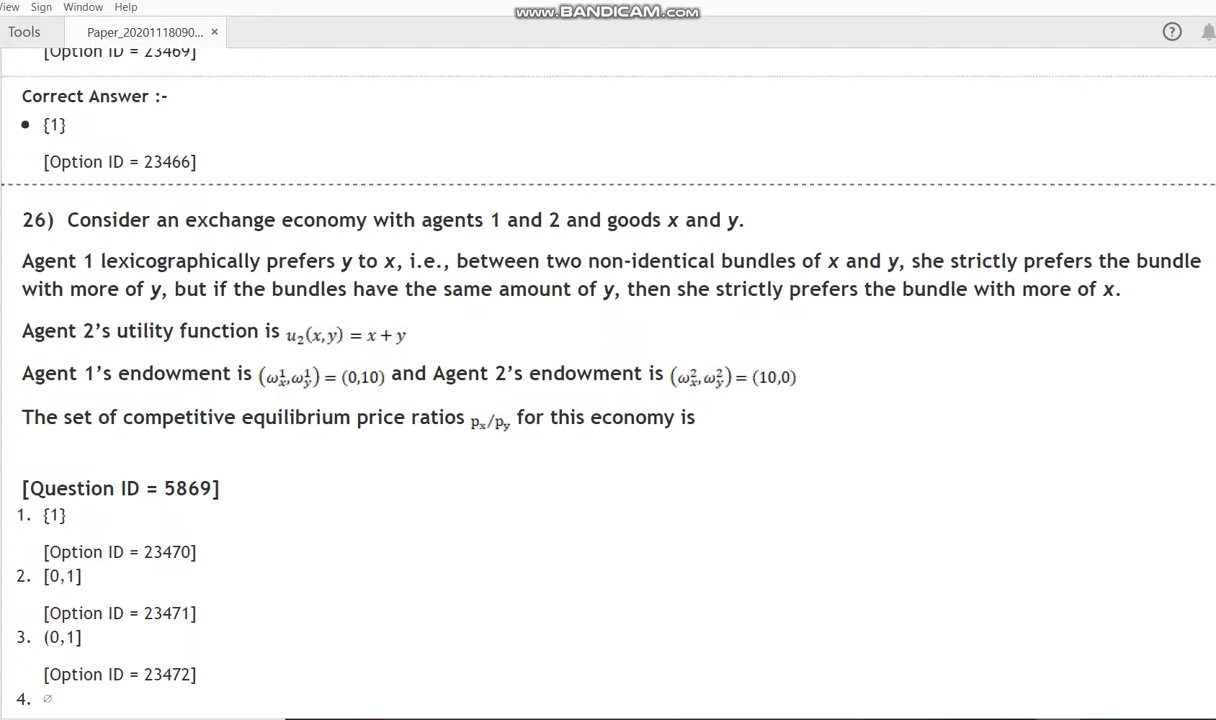 View Sign Window Help
www.BANDICAM.com
Tools Paper_20201118090... ×
[Option ID = 23469]
Correct Answer :-
• {1}
[Option ID = 23466]
26) Consider an exchange economy with agents 1 and 2 and goods x and y.
Agent 1 lexicographically prefers y to x, i.e., between two non-identical bundles of x and y, she strictly prefers the bundle
with more of y, but if the bundles have the same amount of y, then she strictly prefers the bundle with more of x.
Agent 2’s utility function is u₂(x,y) = x + y
Agent 1’s endowment is (ω¹ₓ,ω¹ᵧ) = (0,10) and Agent 2’s endowment is (ω²ₓ,ω²ᵧ) = (10,0)
The set of competitive equilibrium price ratios pₓ/pᵧ for this economy is
[Question ID = 5869]
1. {1}
[Option ID = 23470]
2. [0,1]
[Option ID = 23471]
3. (0,1]
[Option ID = 23472]
4. ∅